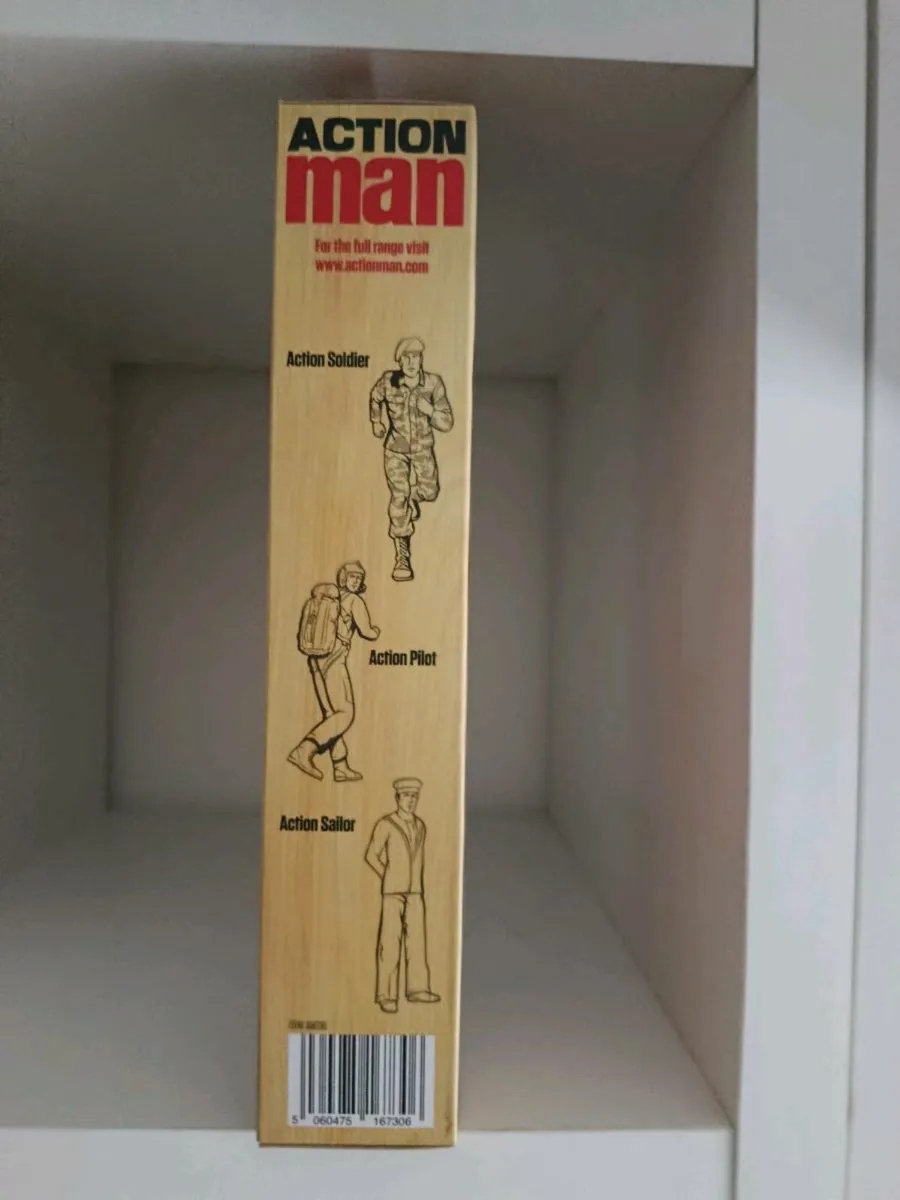 ACTION
man
For the full range visit
www.actionman.com
Action Soldier
Action Pilot
Action Sailor
5 060475 167306